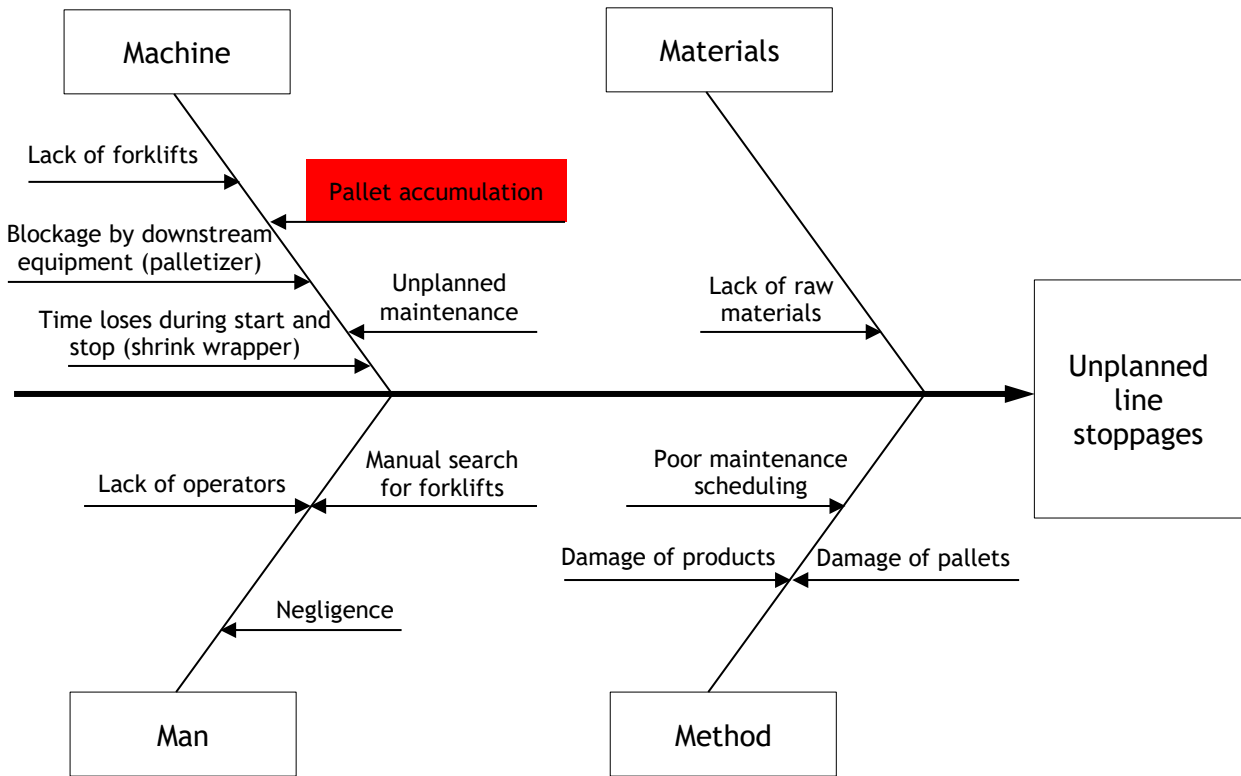 Machine
Materials
Lack of forklifts
Pallet accumulation
Blockage by downstream
equipment (palletizer)
Unplanned
maintenance
Time loses during start and
stop (shrink wrapper)
Lack of raw
materials
Unplanned
line
stoppages
Lack of operators
Manual search
for forklifts
Negligence
Poor maintenance
scheduling
Damage of products
Damage of pallets
Man
Method